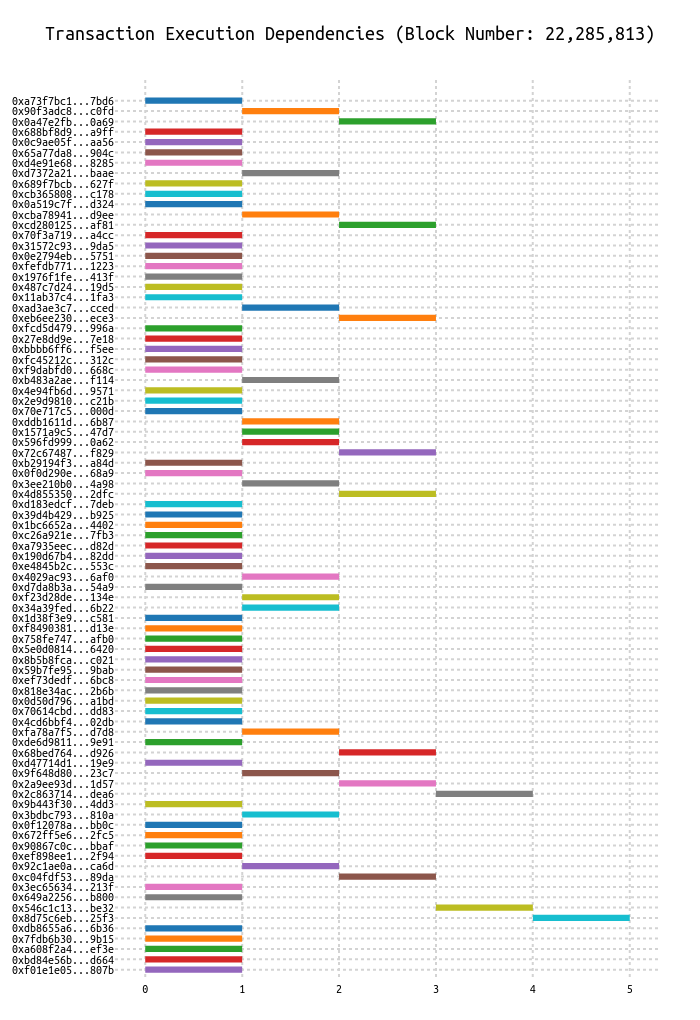 Transaction Execution Dependencies (Block Number: 22,285,813)
0xa73f7bc1...7bd6
0x90f3adc8...c0fd
0x0a47e2fb...0a69
0x688bf8d9...a9ff
0x0c9ae05f...aa56
0x65a77da8...904c
0xd4e91e68...8285
0xd7372a21...baae
0x689f7bcb...627f
0xcb365808...c178
0x0a519c7f...d324
0xcba78941...d9ee
0xcd280125...af81
0x70f3a719...a4cc
0x31572c93...9da5
0x0e2794eb...5751
0xfefdb771...1223
0x1976f1fe...413f
0x487c7d24...19d5
0x11ab37c4...1fa3
0xad3ae3c7...cced
0xeb6ee230...ece3
0xfcd5d479...996a
0x27e8dd9e...7e18
0xbbbb6ff6...f5ee
0xfc45212c...312c
0xf9dabfd0...668c
0xb483a2ae...f114
0x4e94fb6d...9571
0x2e9d9810...c21b
0x70e717c5...000d
0xddb1611d...6b87
0x1571a9c5...47d7
0x596fd999...0a62
0x72c67487...f829
0xb29194f3...a84d
0x0f0d290e...68a9
0x3ee210b0...4a98
0x4d855350...2dfc
0xd183edcf...7deb
0x39d4b429...b925
0x1bc6652a...4402
0xc26a921e...7fb3
0xa7935eec...d82d
0x190d67b4...82dd
0xe4845b2c...553c
0x4029ac93...6af0
0xd7da8b3a...54a9
0xf23d28de...134e
0x34a39fed...6b22
0x1d38f3e9...c581
0xf8490381...d13e
0x758fe747...afb0
0x5e0d0814...6420
0x8b5b8fca...c021
0x59b7fe95...9bab
0xef73dedf...6bc8
0x818e34ac...2b6b
0x0d50d796...a1bd
0x70614cbd...dd83
0x4cd6bbf4...02db
0xfa78a7f5...d7d8
0xde6d9811...9e91
0x68bed764...d926
0xd47714d1...19e9
0x9f648d80...23c7
0x2a9ee93d...1d57
0x2c863714...dea6
0x9b443f30...4dd3
0x3bdbc793...810a
0x0f12078a...bb0c
0x672ff5e6...2fc5
0x90867c0c...bbaf
0xef898ee1...2f94
0x92c1ae0a...ca6d
0xc04fdf53...89da
0x3ec65634...213f
0x649a2256...b800
0x546c1c13...be32
0x8d75c6eb...25f3
0xdb8655a6...6b36
0x7fdb6b30...9b15
0xa608f2a4...ef3e
0xbd84e56b...d664
0xf01e1e05...807b
0 1 2 3 4 5